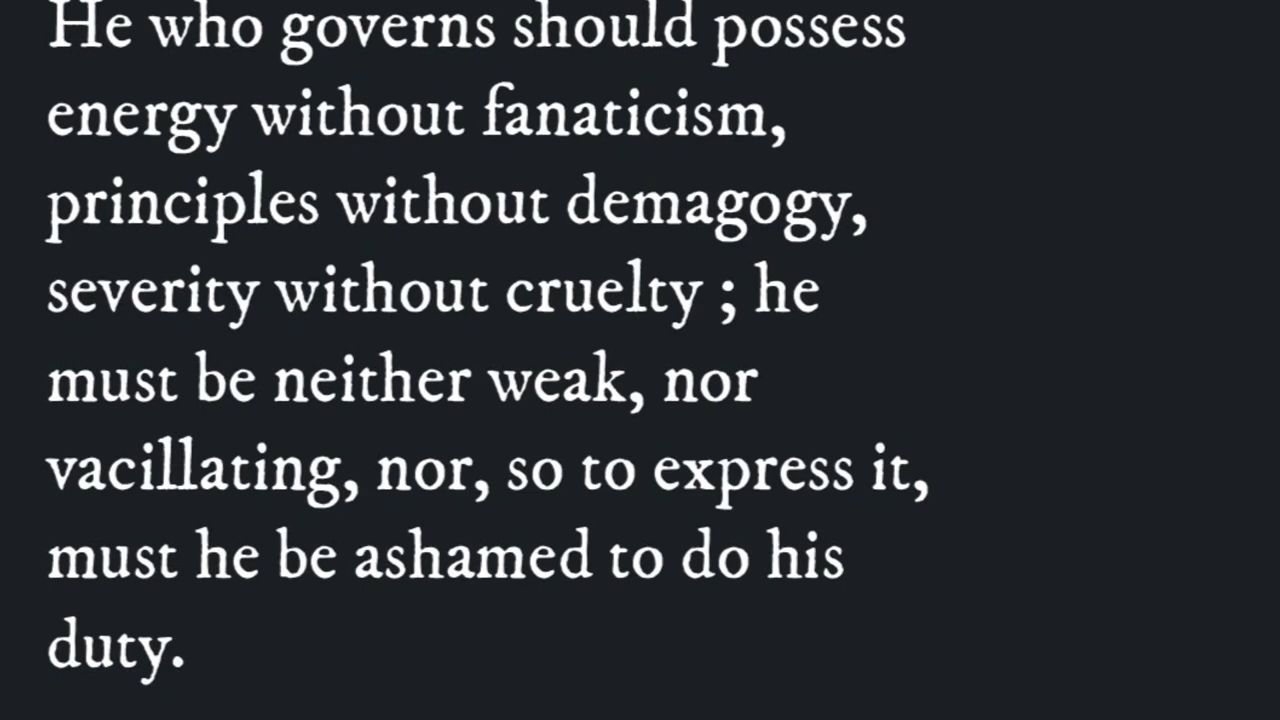 He who governs should possess
energy without fanaticism,
principles without demagogy,
severity without cruelty ; he
must be neither weak, nor
vacillating, nor, so to express it,
must he be ashamed to do his
duty.